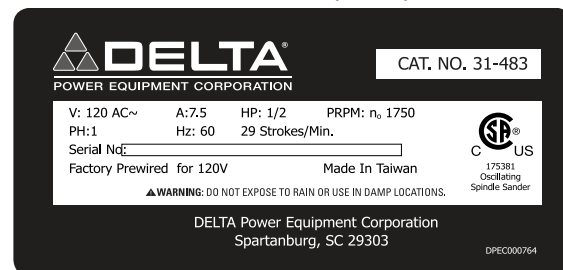 DELTA®
POWER EQUIPMENT CORPORATION
CAT. NO. 31-483
V: 120 AC~ A:7.5 HP: 1/2 PRPM: n₀ 1750
PH:1 Hz: 60 29 Strokes/Min.
Serial No:
Factory Prewired for 120V Made In Taiwan
⚠WARNING: DO NOT EXPOSE TO RAIN OR USE IN DAMP LOCATIONS.
SA®
C US
175381
Oscillating
Spindle Sander
DELTA Power Equipment Corporation
Spartanburg, SC 29303
DPEC000764